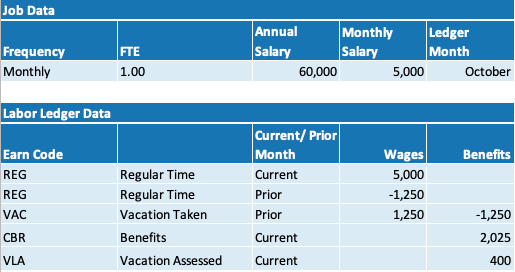 Job Data
Annual Monthly Ledger
Frequency FTE Salary Salary Month
Monthly 1.00 60,000 5,000 October
Labor Ledger Data
Current/ Prior
Earn Code Month Wages Benefits
REG Regular Time Current 5,000
REG Regular Time Prior -1,250
VAC Vacation Taken Prior 1,250 -1,250
CBR Benefits Current 2,025
VLA Vacation Assessed Current 400